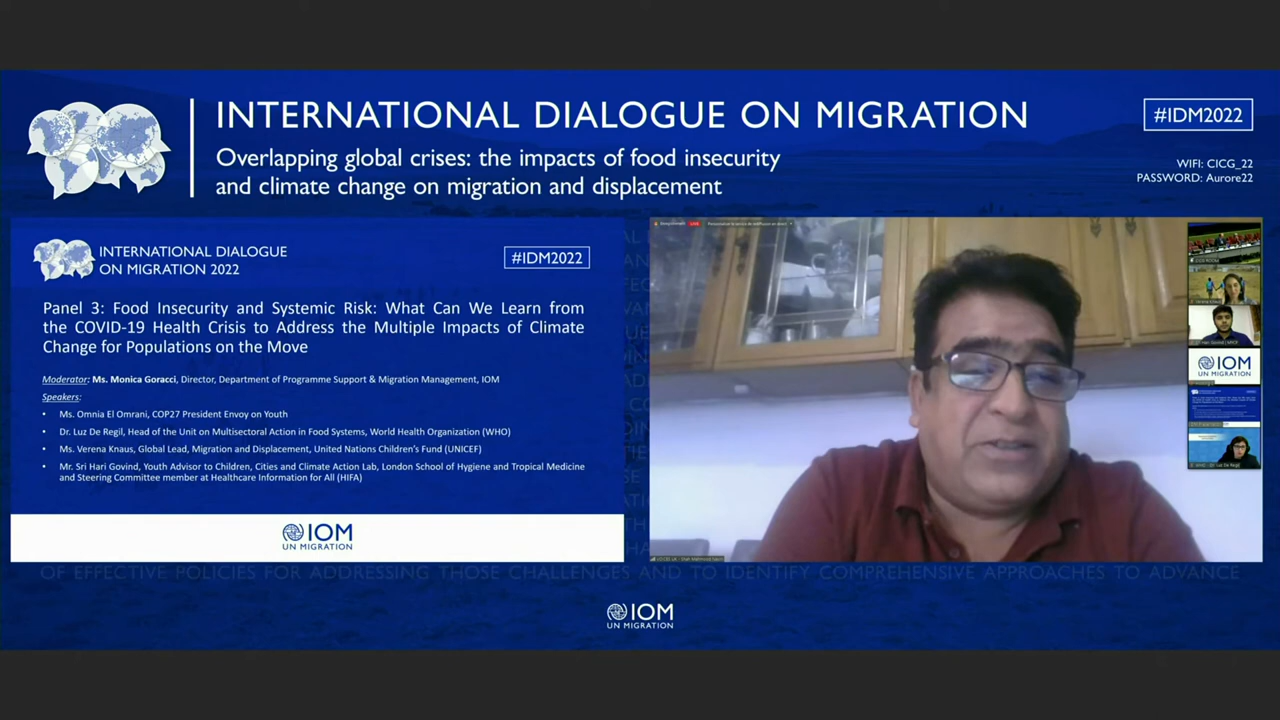 INTERNATIONAL DIALOGUE ON MIGRATION
Overlapping global crises: the impacts of food insecurity
and climate change on migration and displacement
#IDM2022
WIFI: CICG_22
PASSWORD: Aurore22
INTERNATIONAL DIALOGUE
ON MIGRATION 2022
#IDM2022
Panel 3: Food Insecurity and Systemic Risk: What Can We Learn from
the COVID-19 Health Crisis to Address the Multiple Impacts of Climate
Change for Populations on the Move
Moderator: Ms. Monica Goracci, Director, Department of Programme Support & Migration Management, IOM
Speakers:
• Ms. Omnia El Omrani, COP27 President Envoy on Youth
• Dr. Luz De Regil, Head of the Unit on Multisectoral Action in Food Systems, World Health Organization (WHO)
• Ms. Verena Knaus, Global Lead, Migration and Displacement, United Nations Children's Fund (UNICEF)
• Mr. Sri Hari Govind, Youth Advisor to Children, Cities and Climate Action Lab, London School of Hygiene and Tropical Medicine
and Steering Committee member at Healthcare Information for All (HIFA)
IOM
UN MIGRATION
LIVE
IOM
UN MIGRATION
OF EFFECTIVE POLICIES FOR ADDRESSING THOSE CHALLENGES AND TO IDENTIFY COMPREHENSIVE APPROACHES TO ADVANCE
IOM
UN MIGRATION